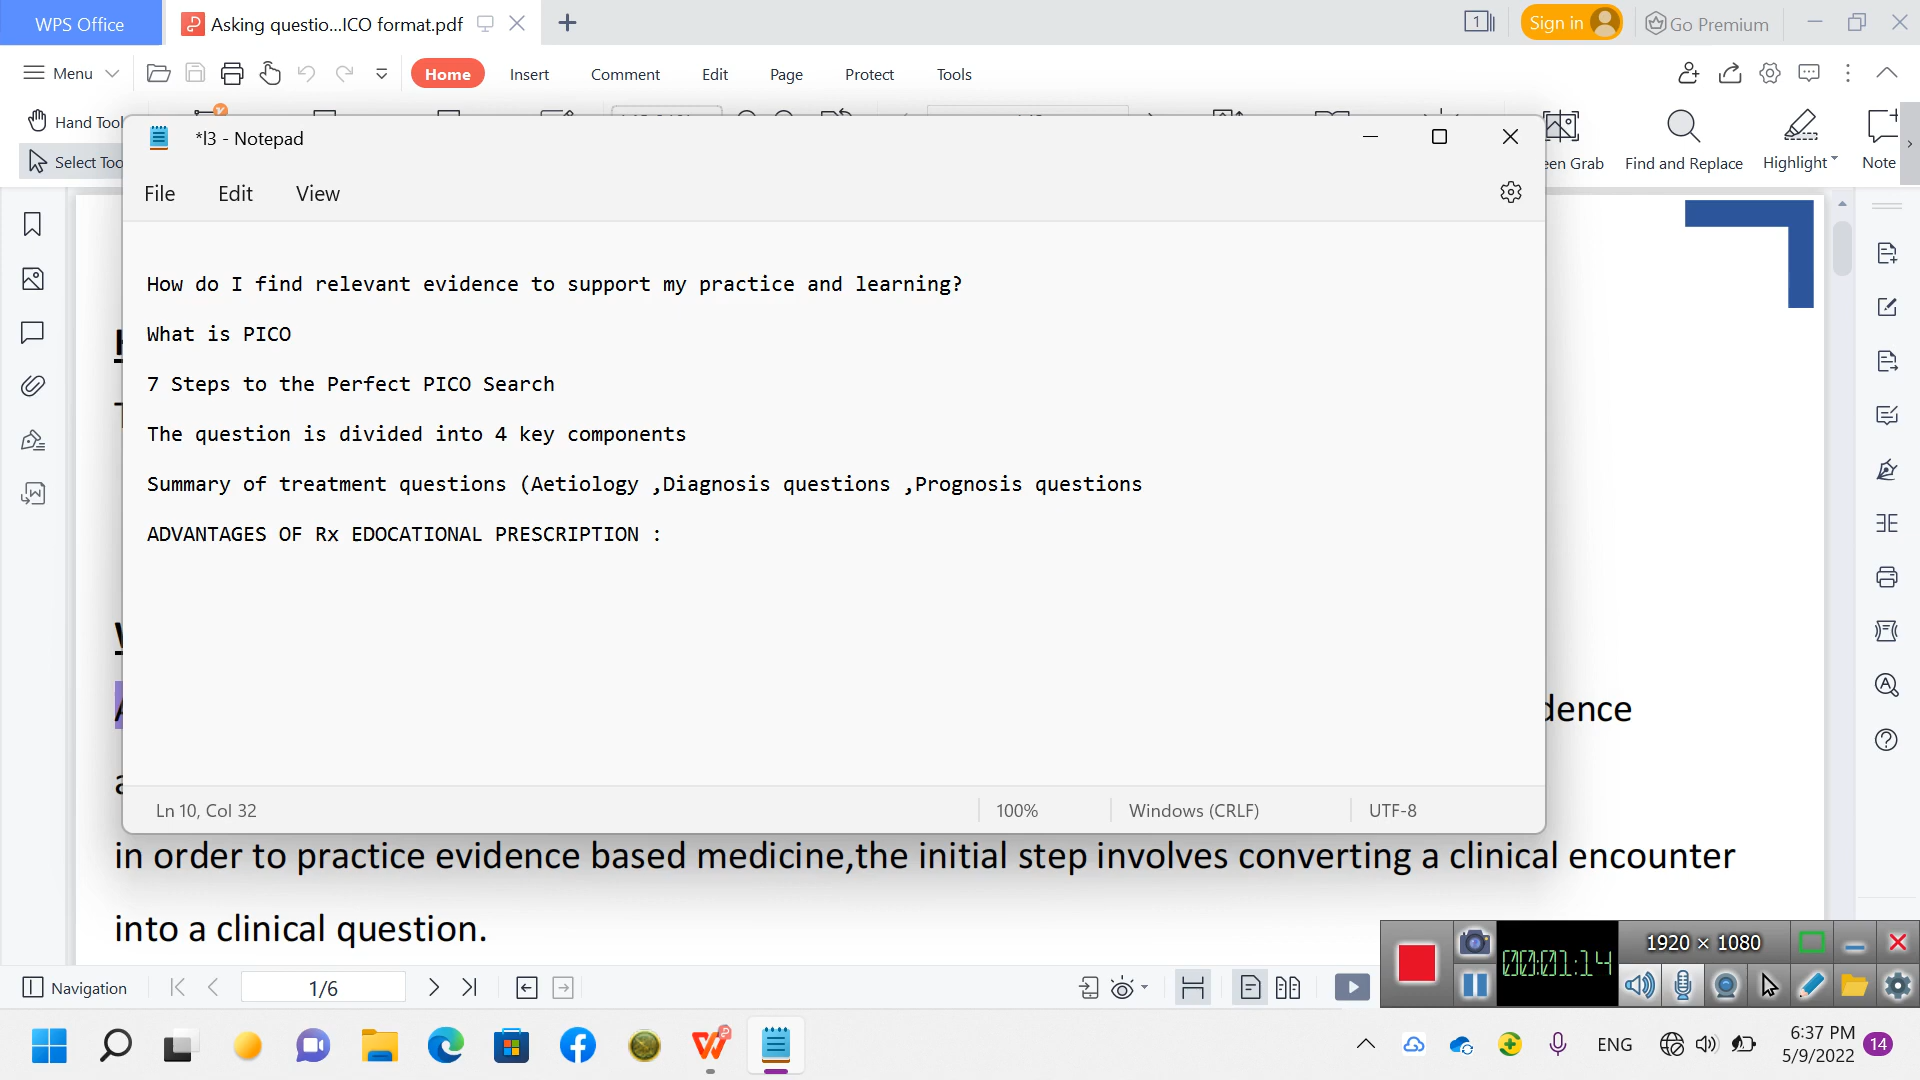 WPS Office
Asking questio...ICO format.pdf
1
Sign in
Go Premium
Menu
Home
Insert
Comment
Edit
Page
Protect
Tools
Hand Tool
Select Too
een Grab
Find and Replace
Highlight
Note
*l3 - Notepad
File
Edit
View
How do I find relevant evidence to support my practice and learning?
What is PICO
7 Steps to the Perfect PICO Search
The question is divided into 4 key components
Summary of treatment questions (Aetiology ,Diagnosis questions ,Prognosis questions
ADVANTAGES OF Rx EDOCATIONAL PRESCRIPTION :
Ln 10, Col 32
100%
Windows (CRLF)
UTF-8
dence
in order to practice evidence based medicine,the initial step involves converting a clinical encounter
into a clinical question.
Navigation
1/6
1920 × 1080
00:01:14
ENG
6:37 PM
5/9/2022
14